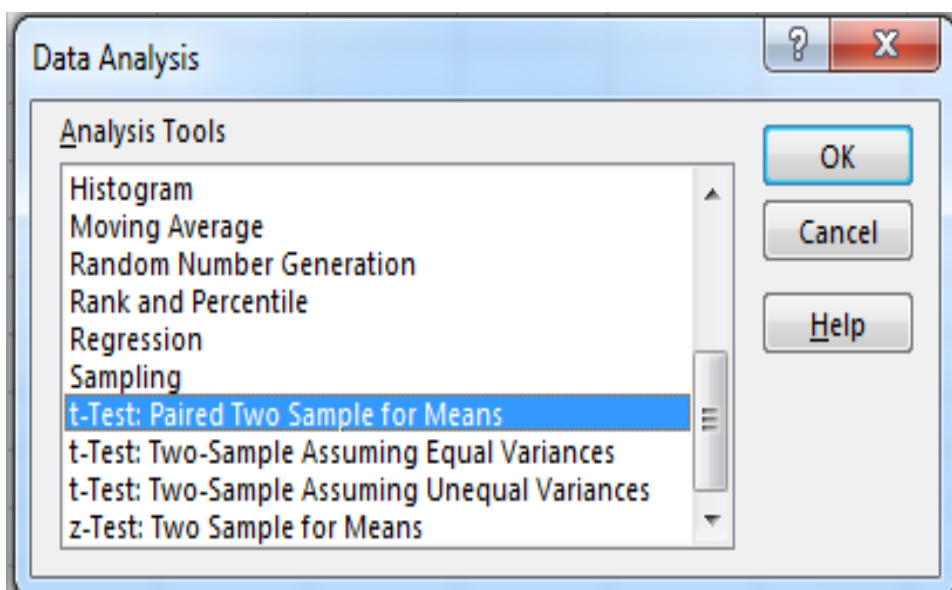 Data Analysis
?
X
Analysis Tools
Histogram
Moving Average
Random Number Generation
Rank and Percentile
Regression
Sampling
t-Test: Paired Two Sample for Means
t-Test: Two-Sample Assuming Equal Variances
t-Test: Two-Sample Assuming Unequal Variances
z-Test: Two Sample for Means
OK
Cancel
Help